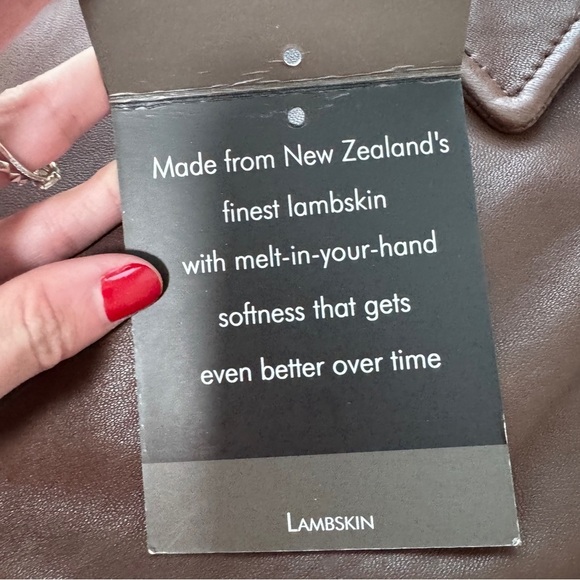 Made from New Zealand's
finest lambskin
with melt-in-your-hand
softness that gets
even better over time
LAMBSKIN